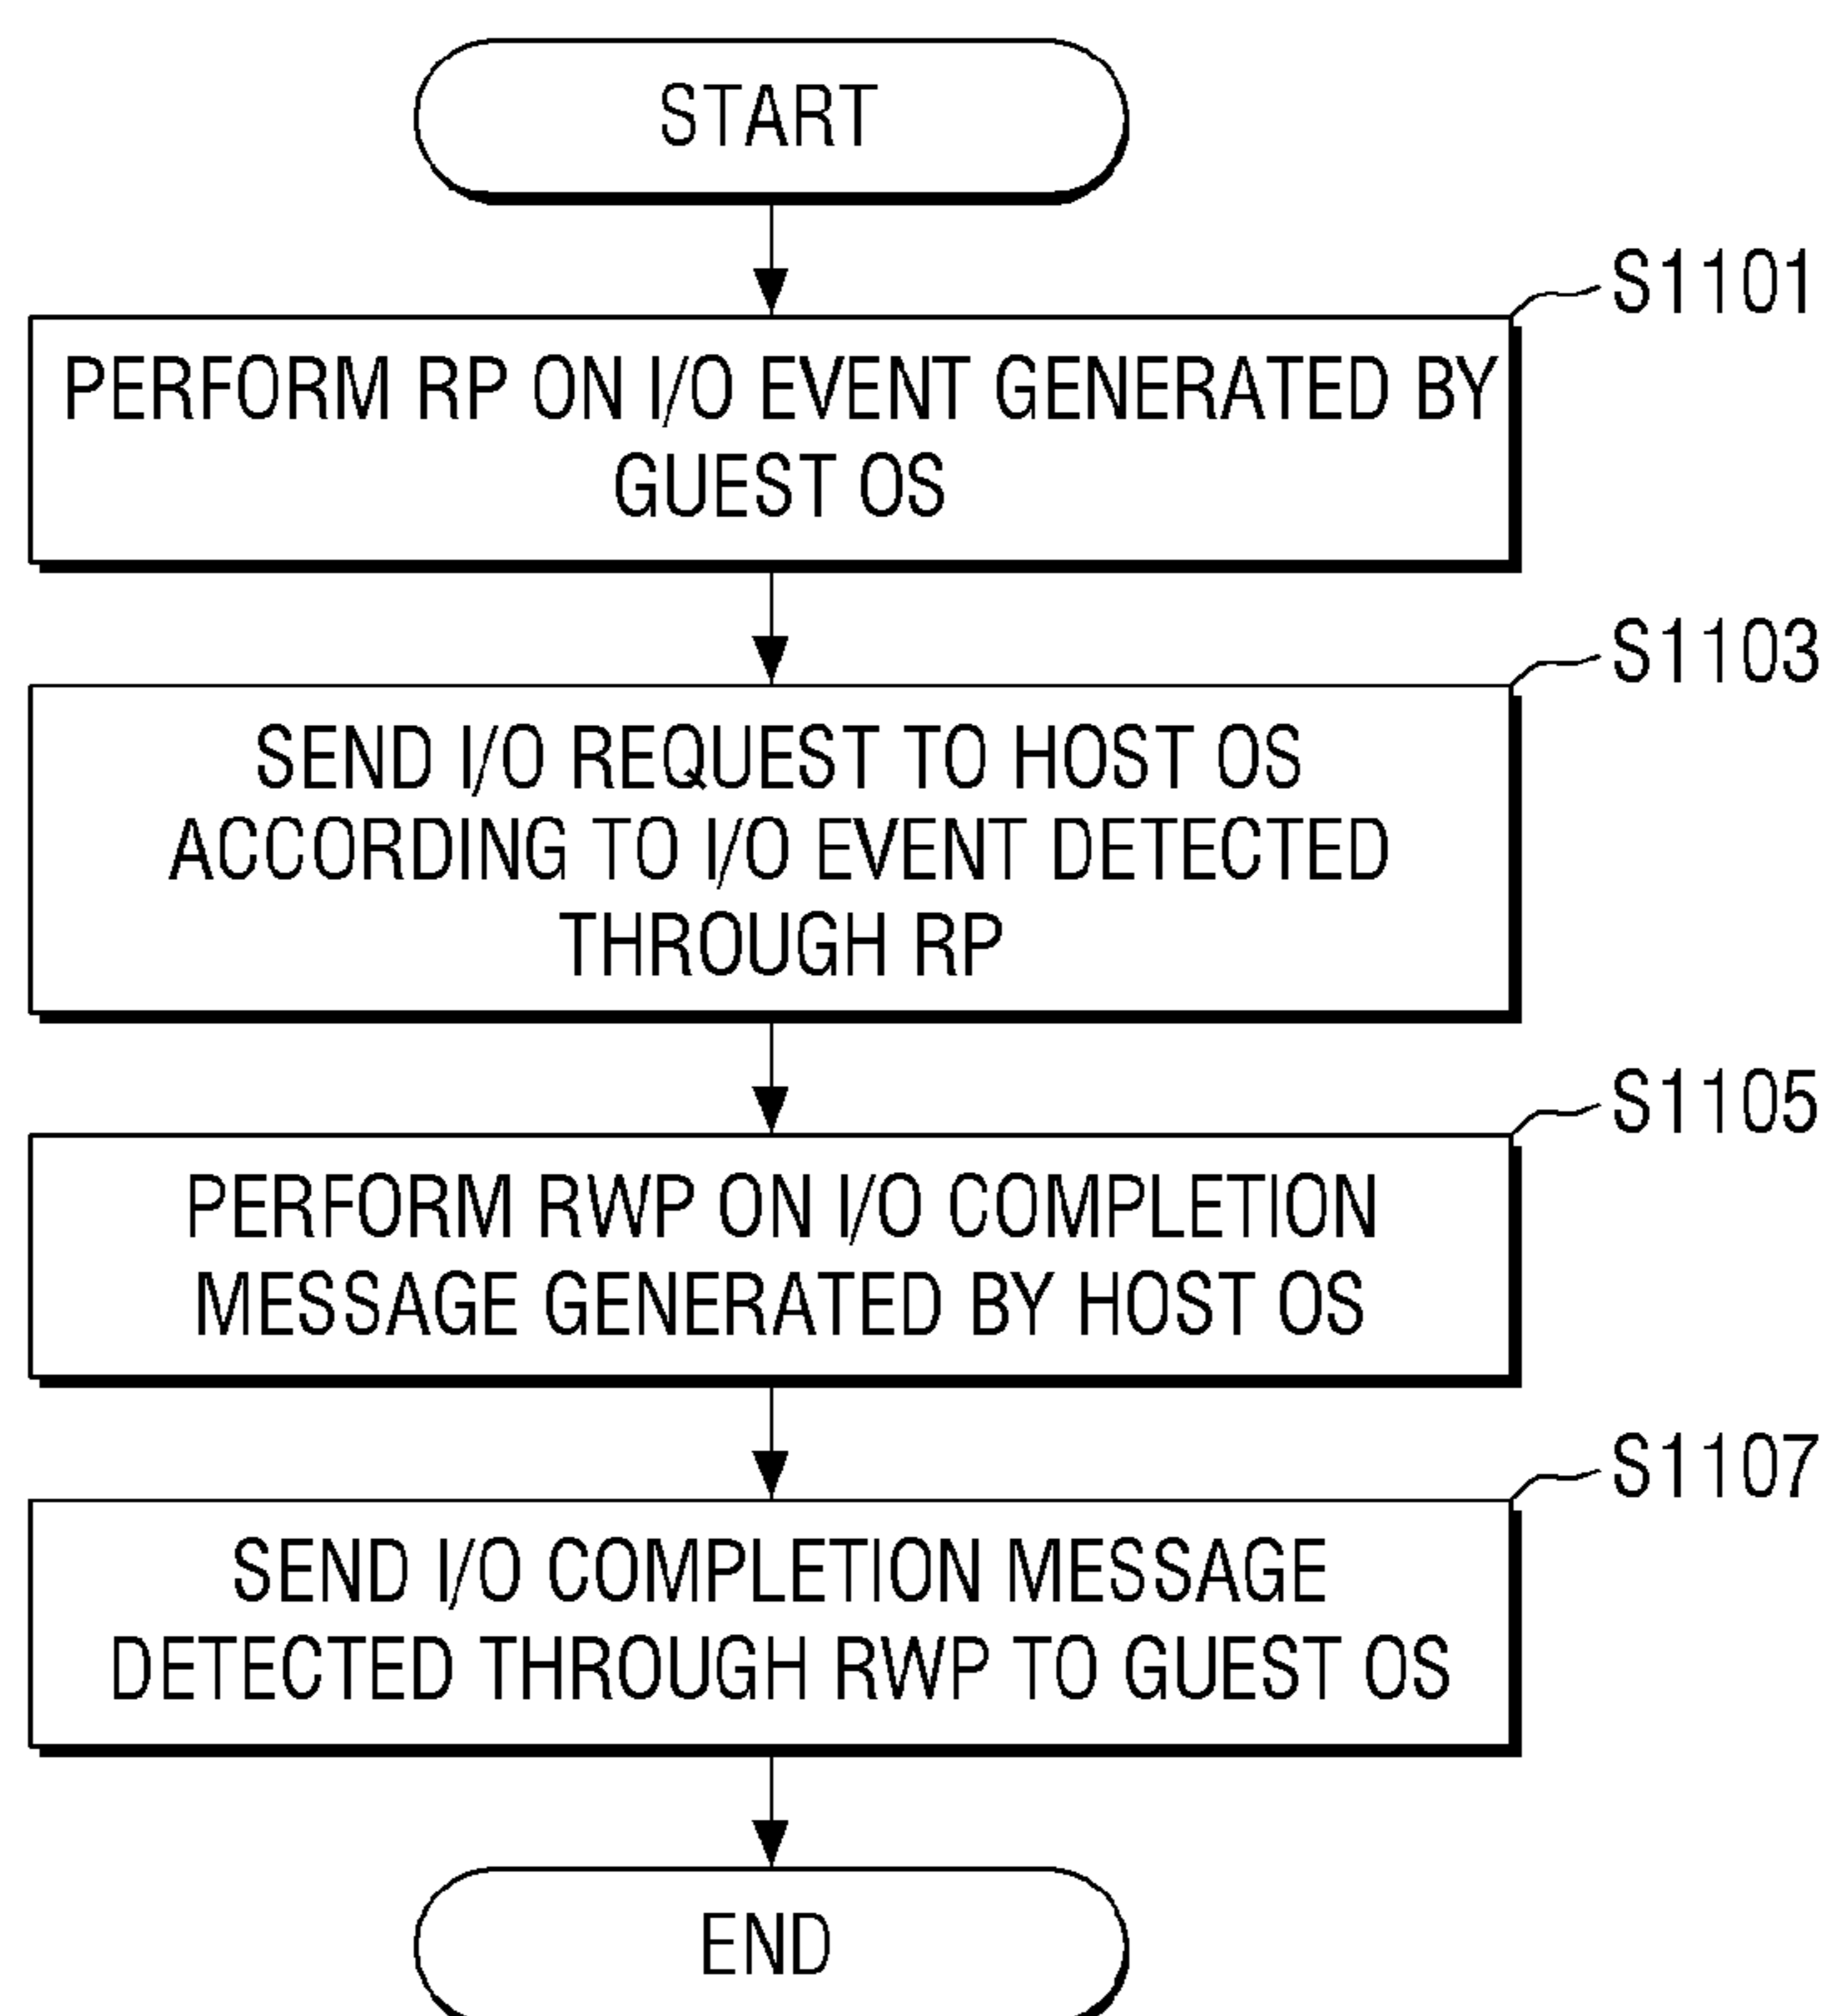 START
S1101
PERFORM RP ON I/O EVENT GENERATED BY
GUEST OS
S1103
SEND I/O REQUEST TO HOST OS
ACCORDING TO I/O EVENT DETECTED
THROUGH RP
S1105
PERFORM RWP ON I/O COMPLETION
MESSAGE GENERATED BY HOST OS
S1107
SEND I/O COMPLETION MESSAGE
DETECTED THROUGH RWP TO GUEST OS
END